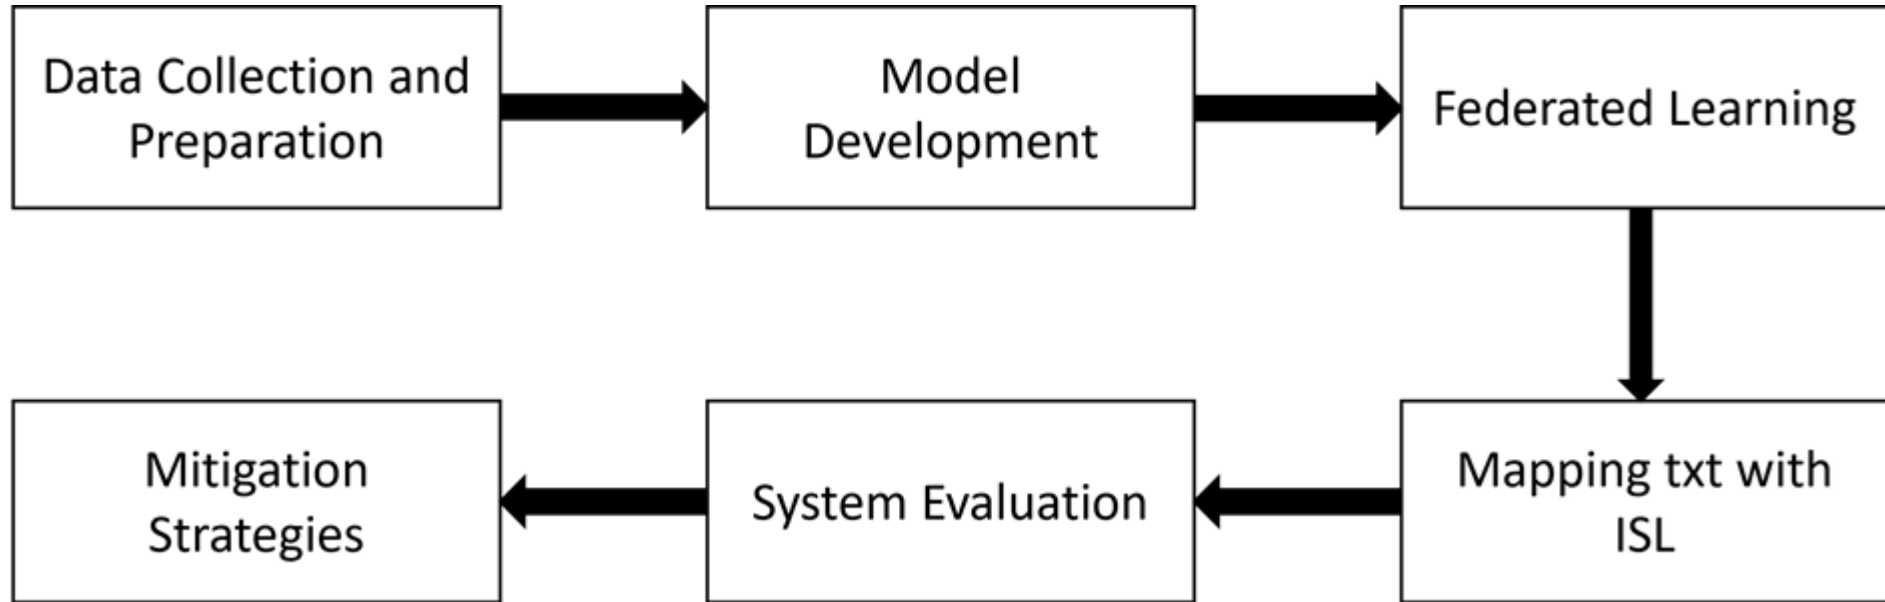 Data Collection and
Preparation
Model
Development
Federated Learning
Mapping txt with
ISL
System Evaluation
Mitigation
Strategies